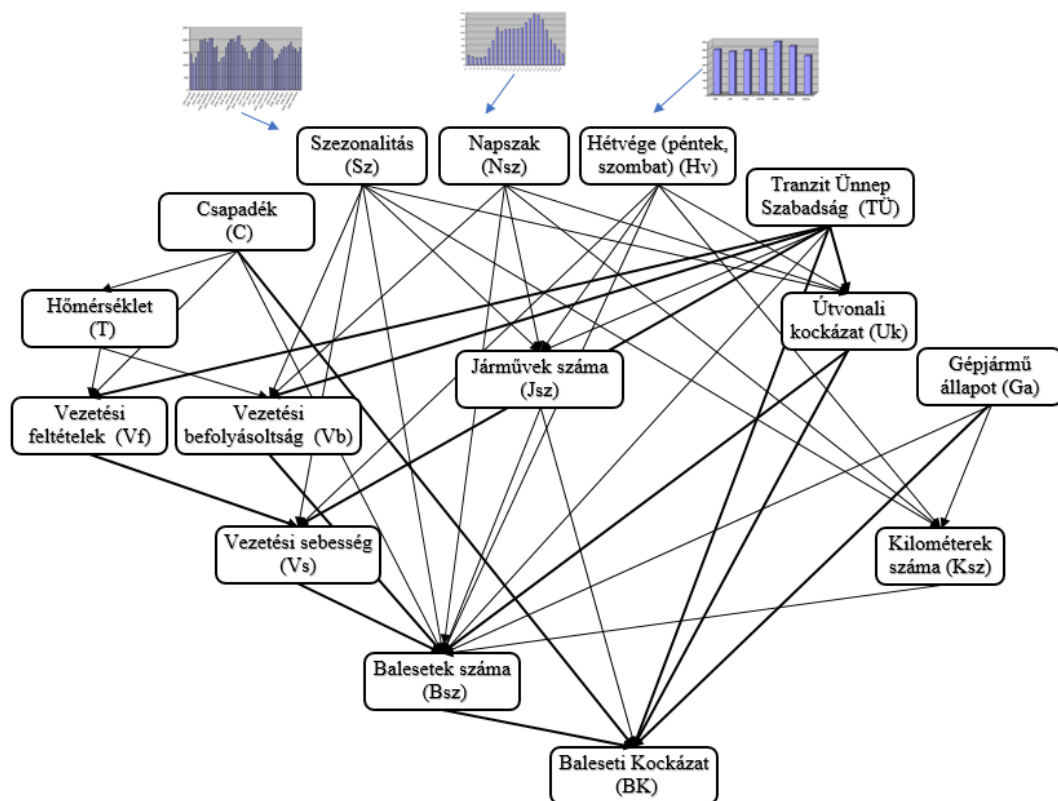 Szezonalitás
(Sz)
Napszak
(Nsz)
Hétvége (péntek,
szombat) (Hv)
Tranzit Ünnep
Szabadság (TÜ)
Csapadék
(C)
Hőmérséklet
(T)
Útvonali
kockázat (Uk)
Járművek száma
(Jsz)
Gépjármű
állapot (Ga)
Vezetési
feltételek (Vf)
Vezetési
befolyásoltság (Vb)
Vezetési sebesség
(Vs)
Kilométerek
száma (Ksz)
Balesetek száma
(Bsz)
Baleseti Kockázat
(BK)